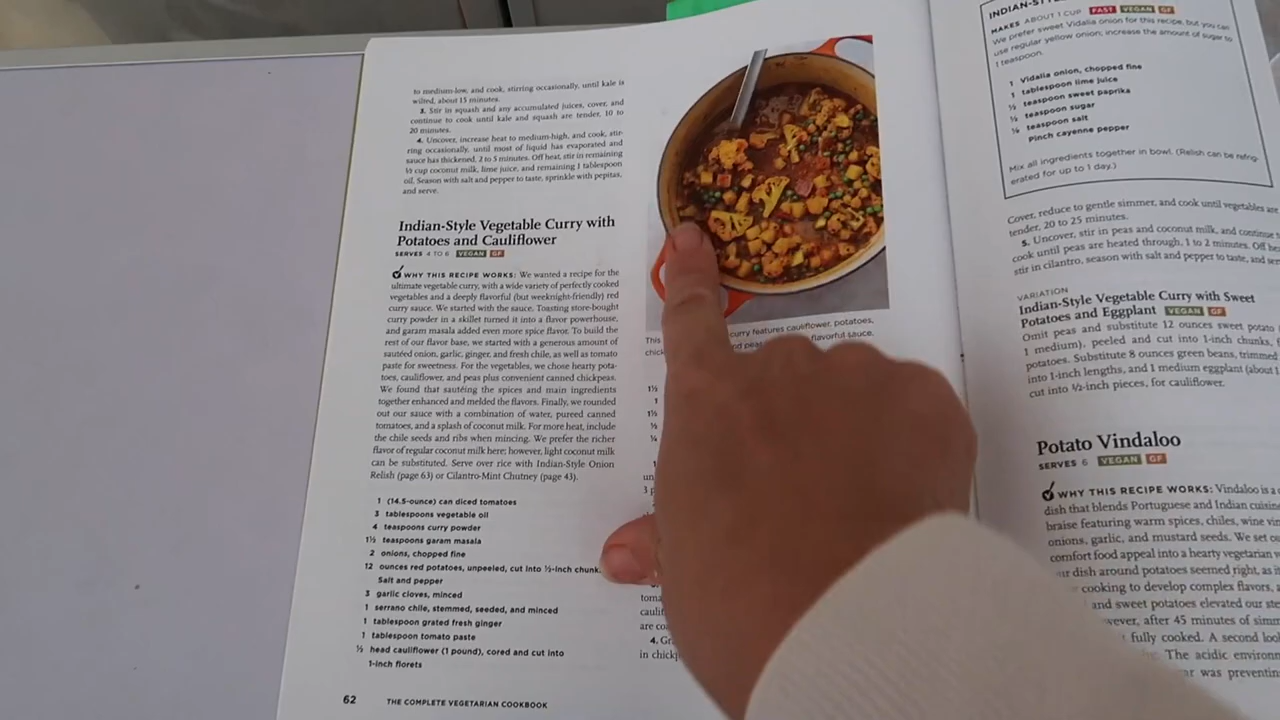 to medium-low, and cook, stirring occasionally, until kale is
wilted, about 15 minutes.
3. Stir in squash and any accumulated juices, cover, and
continue to cook until kale and squash are tender, 10 to
20 minutes.
4. Uncover, increase heat to medium-high, and cook, stir-
ring occasionally, until most of liquid has evaporated and
sauce has thickened, 2 to 5 minutes. Off heat, stir in remaining
⅓ cup coconut milk, lime juice, and remaining 1 tablespoon
oil. Season with salt and pepper to taste, sprinkle with pepitas,
and serve.
Indian-Style Vegetable Curry with
Potatoes and Cauliflower
SERVES 4 TO 6 VEGAN GF
WHY THIS RECIPE WORKS: We wanted a recipe for the
ultimate vegetable curry, with a wide variety of perfectly cooked
vegetables and a deeply flavorful (but weeknight-friendly) red
curry sauce. We started with the sauce. Toasting store-bought
curry powder in a skillet turned it into a flavor powerhouse,
and garam masala added even more spice flavor. To build the
rest of our flavor base, we started with a generous amount of
sautéed onion, garlic, ginger, and fresh chile, as well as tomato
paste for sweetness. For the vegetables, we chose hearty pota-
toes, cauliflower, and peas plus convenient canned chickpeas.
We found that sautéing the spices and main ingredients
together enhanced and melded the flavors. Finally, we rounded
out our sauce with a combination of water, pureed canned
tomatoes, and a splash of coconut milk. For more heat, include
the chile seeds and ribs when mincing. We prefer the richer
flavor of regular coconut milk here; however, light coconut milk
can be substituted. Serve over rice with Indian-Style Onion
Relish (page 63) or Cilantro-Mint Chutney (page 43).
1 (14.5-ounce) can diced tomatoes
3 tablespoons vegetable oil
4 teaspoons curry powder
1½ teaspoons garam masala
2 onions, chopped fine
12 ounces red potatoes, unpeeled, cut into ½-inch chunk
Salt and pepper
3 garlic cloves, minced
1 serrano chile, stemmed, seeded, and minced
1 tablespoon grated fresh ginger
1 tablespoon tomato paste
½ head cauliflower (1 pound), cored and cut into
1-inch florets
62 THE COMPLETE VEGETARIAN COOKBOOK
This curry features cauliflower, potatoes,
flavorful sauce.
1½
1
1½
1
3
toma
caulif
are co
4. Gr
in chickp
INDIAN-ST
MAKES ABOUT 1 CUP FAST VEGAN GF
We prefer sweet Vidalia onion for this recipe, but you can
use regular yellow onion; increase the amount of sugar to
1 teaspoon.
1 Vidalia onion, chopped fine
1 tablespoon lime juice
½ teaspoon sweet paprika
½ teaspoon sugar
teaspoon salt
Pinch cayenne pepper
Mix all ingredients together in bowl. (Relish can be refrig-
erated for up to 1 day.)
Cover, reduce to gentle simmer, and cook until vegetables are
tender, 20 to 25 minutes.
5. Uncover, stir in peas and coconut milk, and continue
cook until peas are heated through, 1 to 2 minutes. Off
stir in cilantro, season with salt and pepper to taste, and
VARIATION
Indian-Style Vegetable Curry with Sweet
Potatoes and Eggplant VEGAN GF
Omit peas and substitute 12 ounces sweet potato
1 medium), peeled and cut into 1-inch chunks,
potatoes. Substitute 8 ounces green beans, trimmed
into 1-inch lengths, and 1 medium eggplant (about
cut into ½-inch pieces, for cauliflower.
Potato Vindaloo
SERVES 6 VEGAN GF
WHY THIS RECIPE WORKS: Vindaloo is a
dish that blends Portuguese and Indian cuisin
braise featuring warm spices, chiles, wine vin
onions, garlic, and mustard seeds. We set ou
comfort food appeal into a hearty vegetarian
ur dish around potatoes seemed right, as
cooking to develop complex flavors,
and sweet potatoes elevated our ste
wever, after 45 minutes of simm
fully cooked. A second look
The acidic environ
was preventin